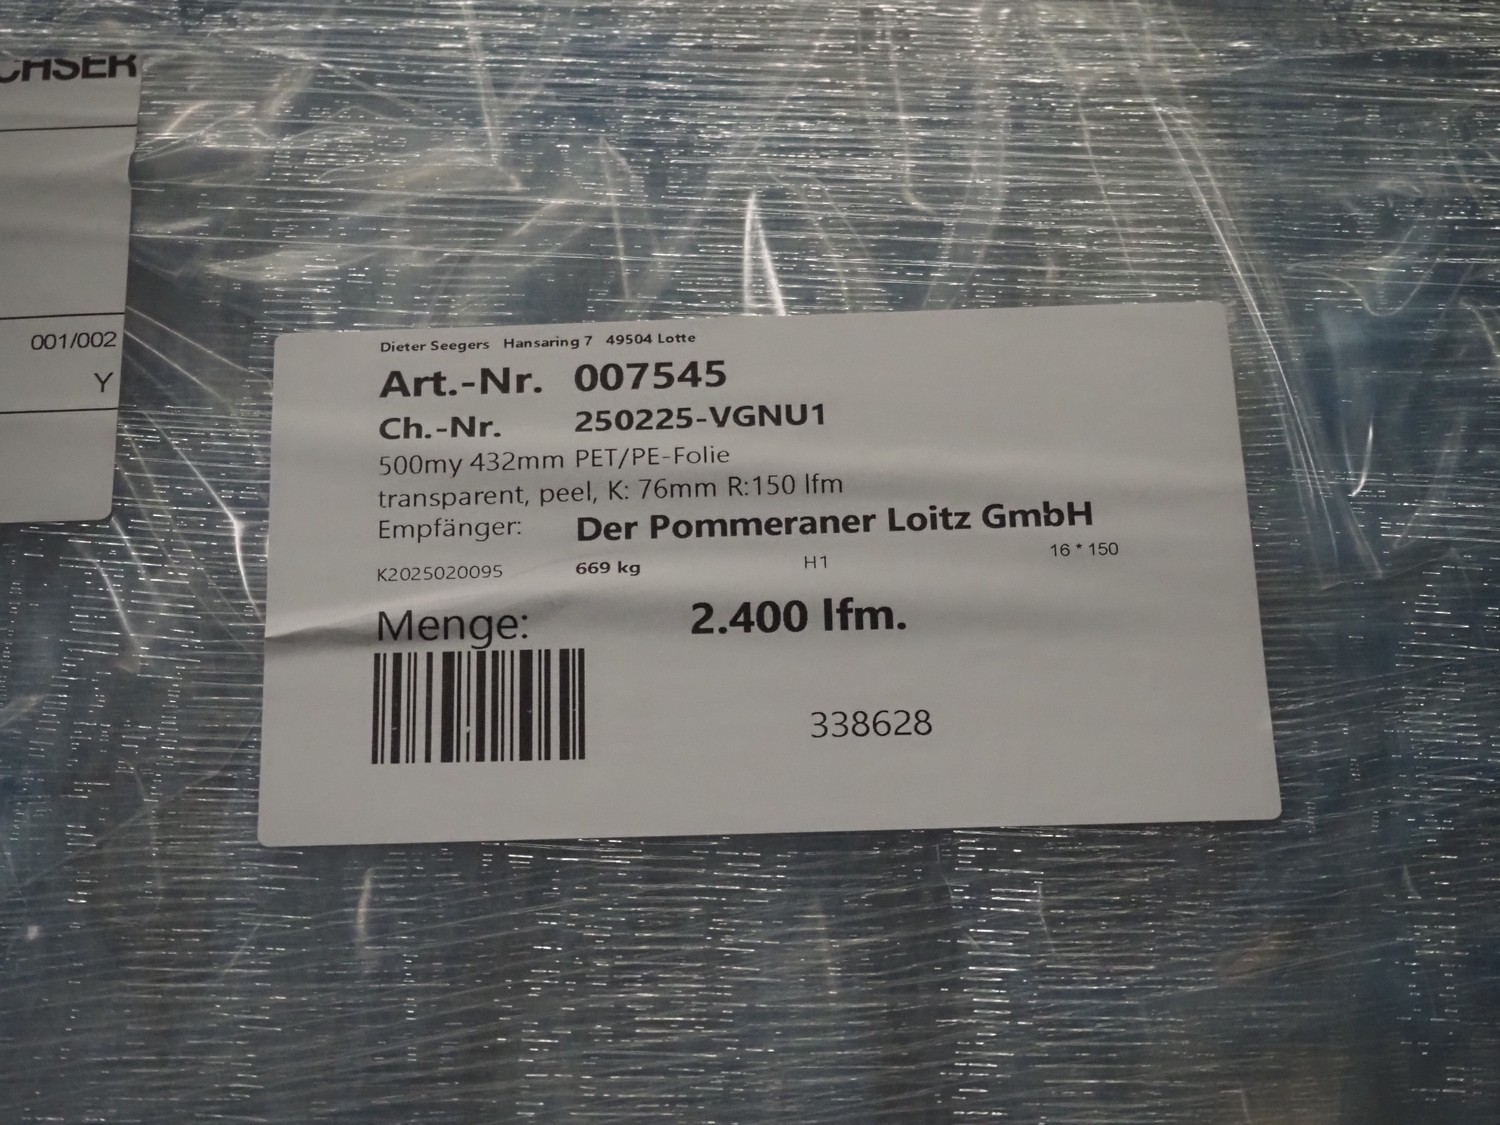 CHSER
001/002
Y
Dieter Seegers Hansaring 7 49504 Lotte
Art.-Nr. 007545
Ch.-Nr. 250225-VGNU1
500my 432mm PET/PE-Folie
transparent, peel, K: 76mm R:150 lfm
Empfänger: Der Pommeraner Loitz GmbH
K2025020095 669 kg H1 16 * 150
Menge: 2.400 lfm.
338628